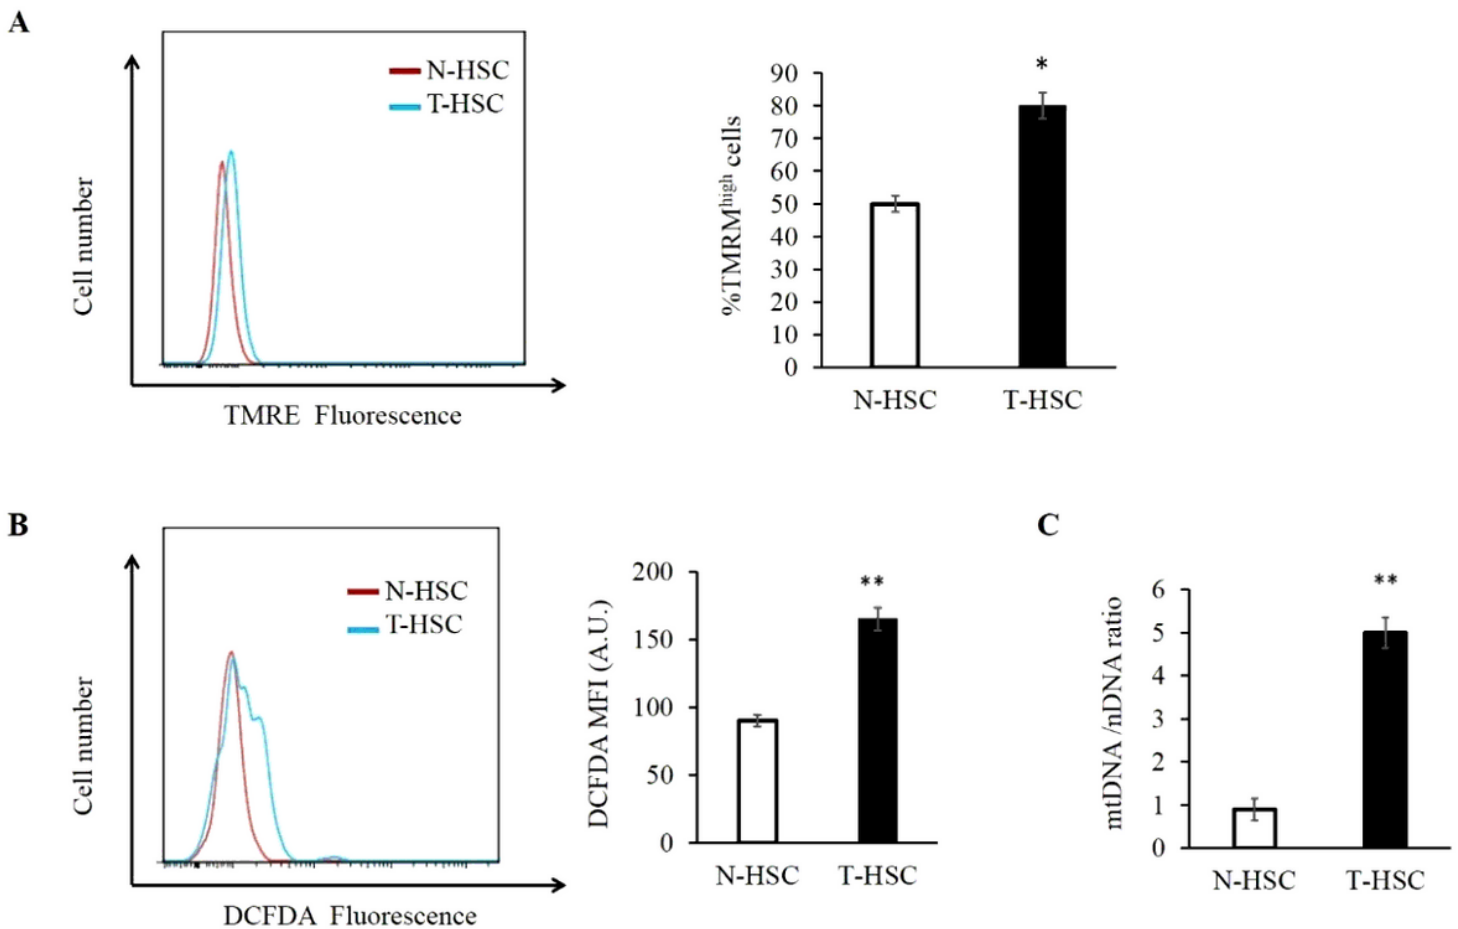 A
N-HSC
T-HSC
Cell number
TMRE Fluorescence
*
%TMRMhigh cells
90
80
70
60
50
40
30
20
10
0
N-HSC
T-HSC
B
N-HSC
T-HSC
Cell number
DCFDA Fluorescence
**
DCFDA MFI (A.U.)
200
150
100
50
0
N-HSC
T-HSC
C
**
mtDNA /nDNA ratio
6
5
4
3
2
1
0
N-HSC
T-HSC